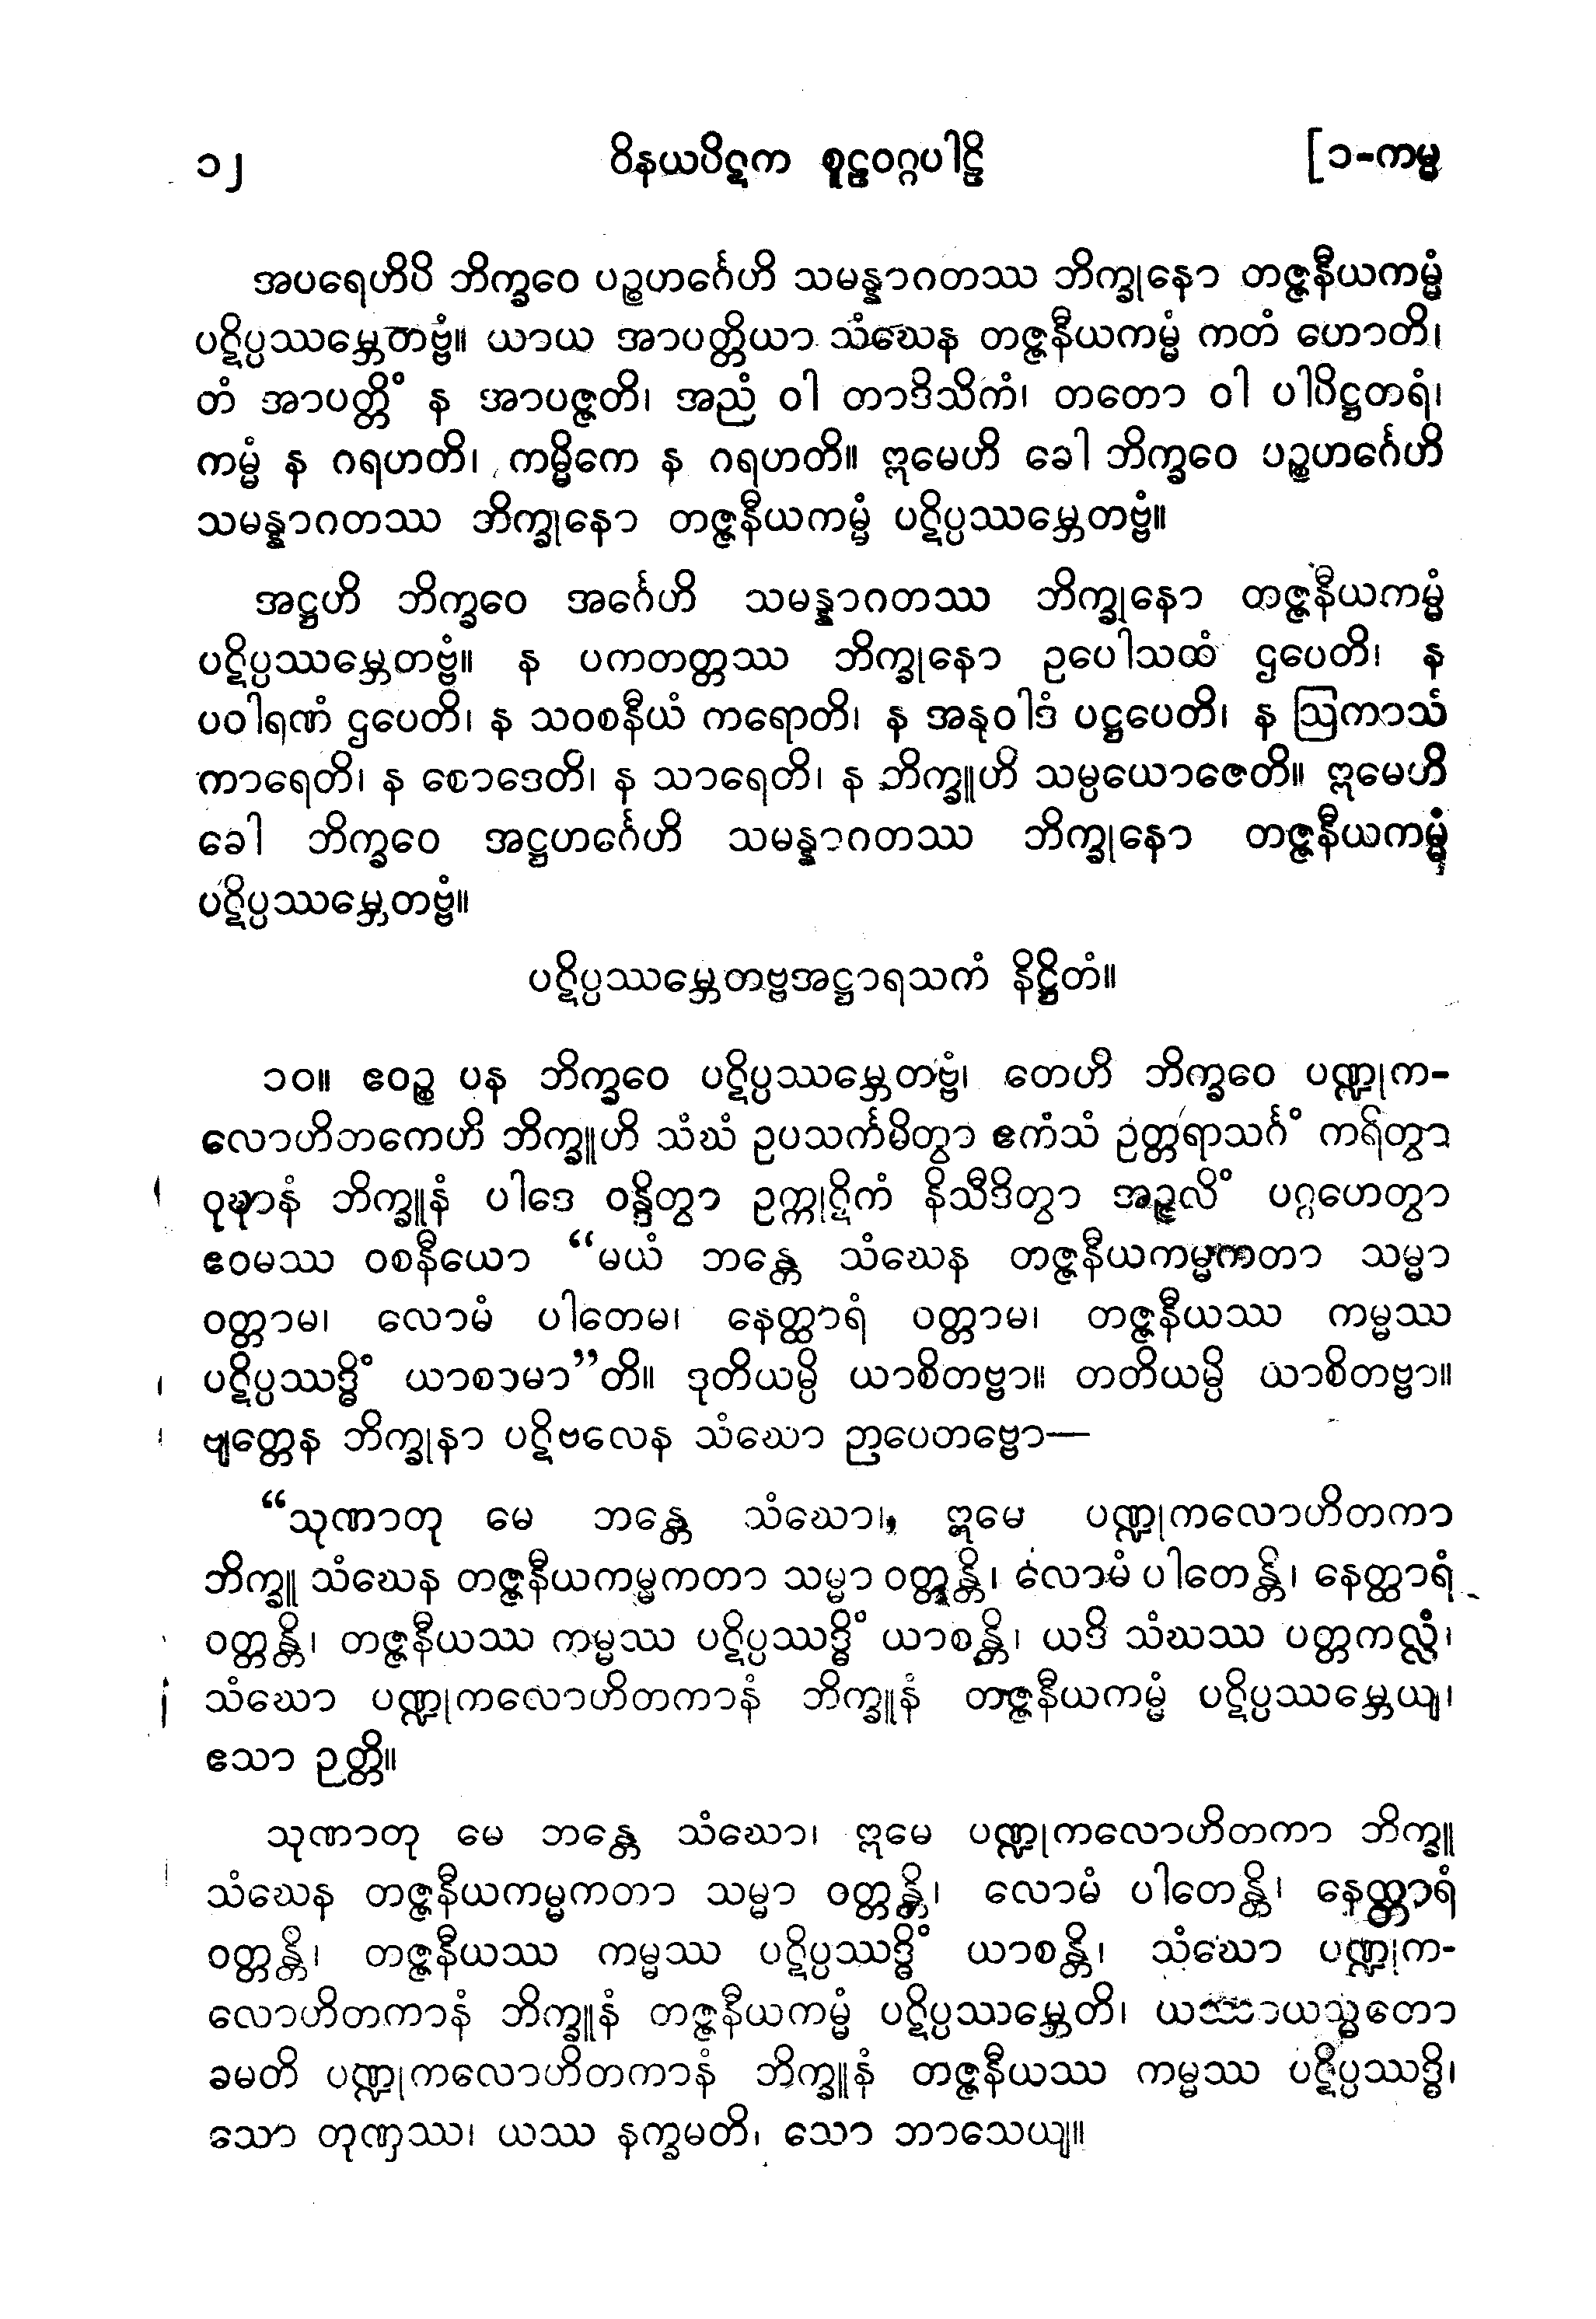 ၁၂ ဝိနယပိဋက စူဠဝဂ္ဂပါဠိ [၁-ကမ္မ
အပရေဟိပိ ဘိက္ခဝေ ပဉ္စဟင်္ဂေဟိ သမန္နာဂတဿ ဘိက္ခုနော တဇ္ဇနီယကမ္မံ
ပဋိပ္ပဿမ္ဘေတဗ္ဗံ။ ယာယ အာပတ္တိယာ သံဃေန တဇ္ဇနီယကမ္မံ ကတံ ဟောတိ၊
တံ အာပတ္တိံ န အာပဇ္ဇတိ၊ အညံ ဝါ တာဒိသိကံ၊ တတော ဝါ ပါပိဋ္ဌတရံ၊
ကမ္မံ န ဂရဟတိ၊ ကမ္မိကေ န ဂရဟတိ။ ဣမေဟိ ခေါ ဘိက္ခဝေ ပဉ္စဟင်္ဂေဟိ
သမန္နာဂတဿ ဘိက္ခုနော တဇ္ဇနီယကမ္မံ ပဋိပ္ပဿမ္ဘေတဗ္ဗံ။
အဋ္ဌဟိ ဘိက္ခဝေ အင်္ဂေဟိ သမန္နာဂတဿ ဘိက္ခုနော တဇ္ဇနီယကမ္မံ
ပဋိပ္ပဿမ္ဘေတဗ္ဗံ။ န ပကတတ္တဿ ဘိက္ခုနော ဥပေါသထံ ဌပေတိ၊ န
ပဝါရဏံ ဌပေတိ၊ န သဝစနီယံ ကရောတိ၊ န အနုဝါဒံ ပဋ္ဌပေတိ၊ န ဩကာသံ
ကာရေတိ၊ န စောဒေတိ၊ န သာရေတိ၊ န ဘိက္ခူဟိ သမ္ပယောဇေတိ။ ဣမေဟိ
ခေါ ဘိက္ခဝေ အဋ္ဌဟင်္ဂေဟိ သမန္နာဂတဿ ဘိက္ခုနော တဇ္ဇနီယကမ္မံ
ပဋိပ္ပဿမ္ဘေတဗ္ဗံ။
ပဋိပ္ပဿမ္ဘေတဗ္ဗအဋ္ဌာရသကံ နိဋ္ဌိတံ။
၁၀။ ဧဝဉ္စ ပန ဘိက္ခဝေ ပဋိပ္ပဿမ္ဘေတဗ္ဗံ၊ တေဟိ ဘိက္ခဝေ ပဏ္ဍုက-
လောဟိတကေဟိ ဘိက္ခူဟိ သံဃံ ဥပသင်္ကမိတွာ ဧကံသံ ဥတ္တရာသင်္ဂံ ကရိတွာ
ဝုဍ္ဎာနံ ဘိက္ခူနံ ပါဒေ ဝန္ဒိတွာ ဥက္ကုဋိကံ နိသီဒိတွာ အဉ္ဇလိံ ပဂ္ဂဟေတွာ
ဧဝမဿ ဝစနီယော “မယံ ဘန္တေ သံဃေန တဇ္ဇနီယကမ္မကတာ သမ္မာ
ဝတ္တာမ၊ လောမံ ပါတေမ၊ နေတ္ထာရံ ဝတ္တာမ၊ တဇ္ဇနီယဿ ကမ္မဿ
ပဋိပ္ပဿဒ္ဓိံ ယာစာမာ”တိ။ ဒုတိယမ္ပိ ယာစိတဗ္ဗာ။ တတိယမ္ပိ ယာစိတဗ္ဗာ။
ဗျတ္တေန ဘိက္ခုနာ ပဋိဗလေန သံဃော ဉာပေတဗ္ဗော—
“သုဏာတု မေ ဘန္တေ သံဃော၊ ဣမေ ပဏ္ဍုကလောဟိတကာ
ဘိက္ခူ သံဃေန တဇ္ဇနီယကမ္မကတာ သမ္မာ ဝတ္တန္တိ၊ လောမံ ပါတေန္တိ၊ နေတ္ထာရံ
ဝတ္တန္တိ၊ တဇ္ဇနီယဿ ကမ္မဿ ပဋိပ္ပဿဒ္ဓိံ ယာစန္တိ၊ ယဒိ သံဃဿ ပတ္တကလ္လံ၊
သံဃော ပဏ္ဍုကလောဟိတကာနံ ဘိက္ခူနံ တဇ္ဇနီယကမ္မံ ပဋိပ္ပဿမ္ဘေယျ၊
ဧသာ ဉတ္တိ။
သုဏာတု မေ ဘန္တေ သံဃော၊ ဣမေ ပဏ္ဍုကလောဟိတကာ ဘိက္ခူ
သံဃေန တဇ္ဇနီယကမ္မကတာ သမ္မာ ဝတ္တန္တိ၊ လောမံ ပါတေန္တိ၊ နေတ္ထာရံ
ဝတ္တန္တိ၊ တဇ္ဇနီယဿ ကမ္မဿ ပဋိပ္ပဿဒ္ဓိံ ယာစန္တိ၊ သံဃော ပဏ္ဍုက-
လောဟိတကာနံ ဘိက္ခူနံ တဇ္ဇနီယကမ္မံ ပဋိပ္ပဿမ္ဘေတိ၊ ယဿာယသ္မတော
ခမတိ ပဏ္ဍုကလောဟိတကာနံ ဘိက္ခူနံ တဇ္ဇနီယဿ ကမ္မဿ ပဋိပ္ပဿဒ္ဓိ၊
သော တုဏှဿ၊ ယဿ နက္ခမတိ၊ သော ဘာသေယျ။